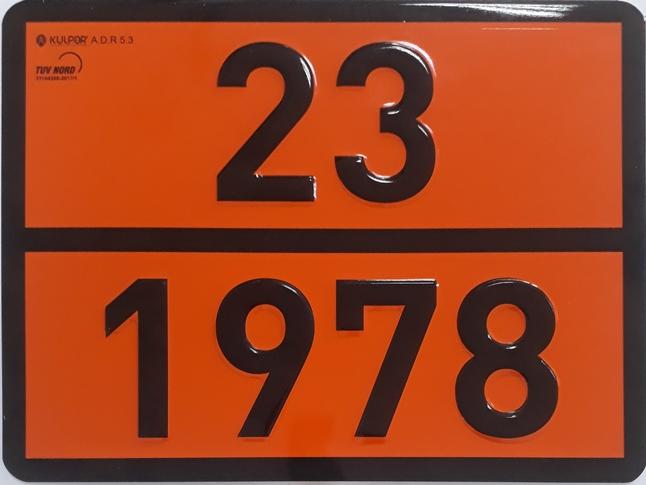 KULPOR A.D.R 5.3
TÜV NORD
23
1978